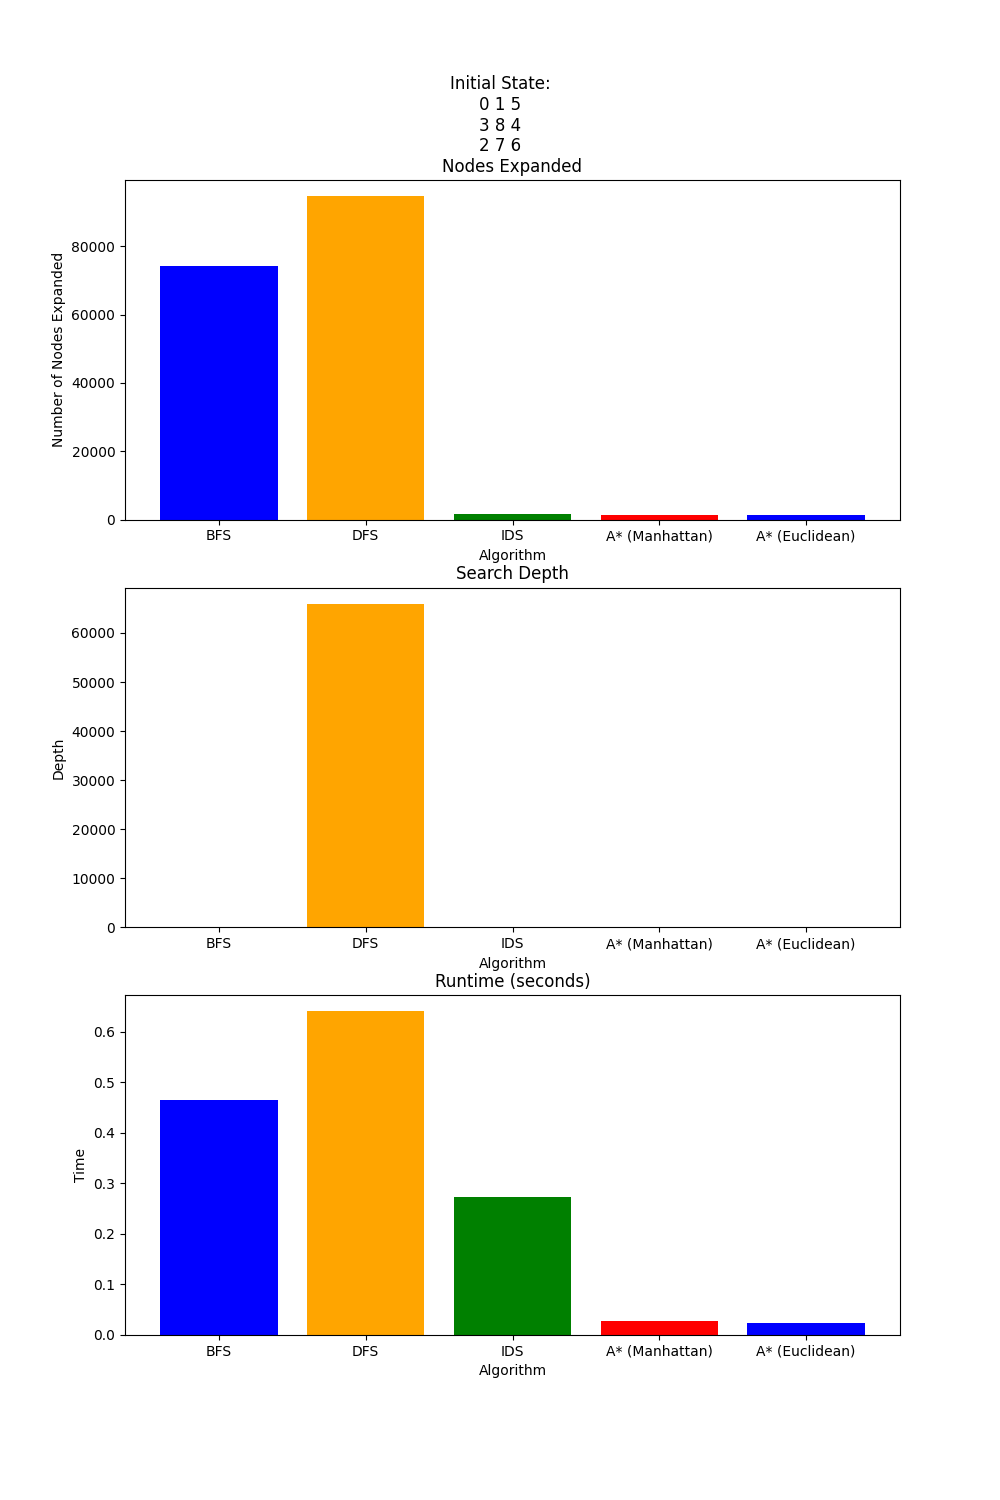 Initial State:
0 1 5
3 8 4
2 7 6
Nodes Expanded
Number of Nodes Expanded
80000
60000
40000
20000
0
BFS DFS IDS A* (Manhattan) A* (Euclidean)
Algorithm
Search Depth
Depth
60000
50000
40000
30000
20000
10000
0
BFS DFS IDS A* (Manhattan) A* (Euclidean)
Algorithm
Runtime (seconds)
Time
0.6
0.5
0.4
0.3
0.2
0.1
0.0
BFS DFS IDS A* (Manhattan) A* (Euclidean)
Algorithm